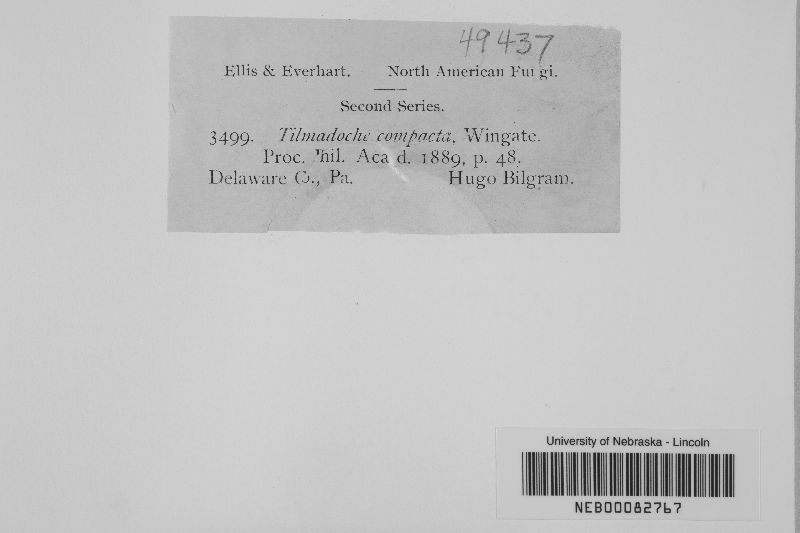 49437
Ellis & Everhart. North American Fungi.
Second Series.
3499. Tilmadoche compacta, Wingate.
Proc. Phil. Acad. 1889, p. 48.
Delaware Co., Pa. Hugo Bilgram.
University of Nebraska - Lincoln
NEB00082767